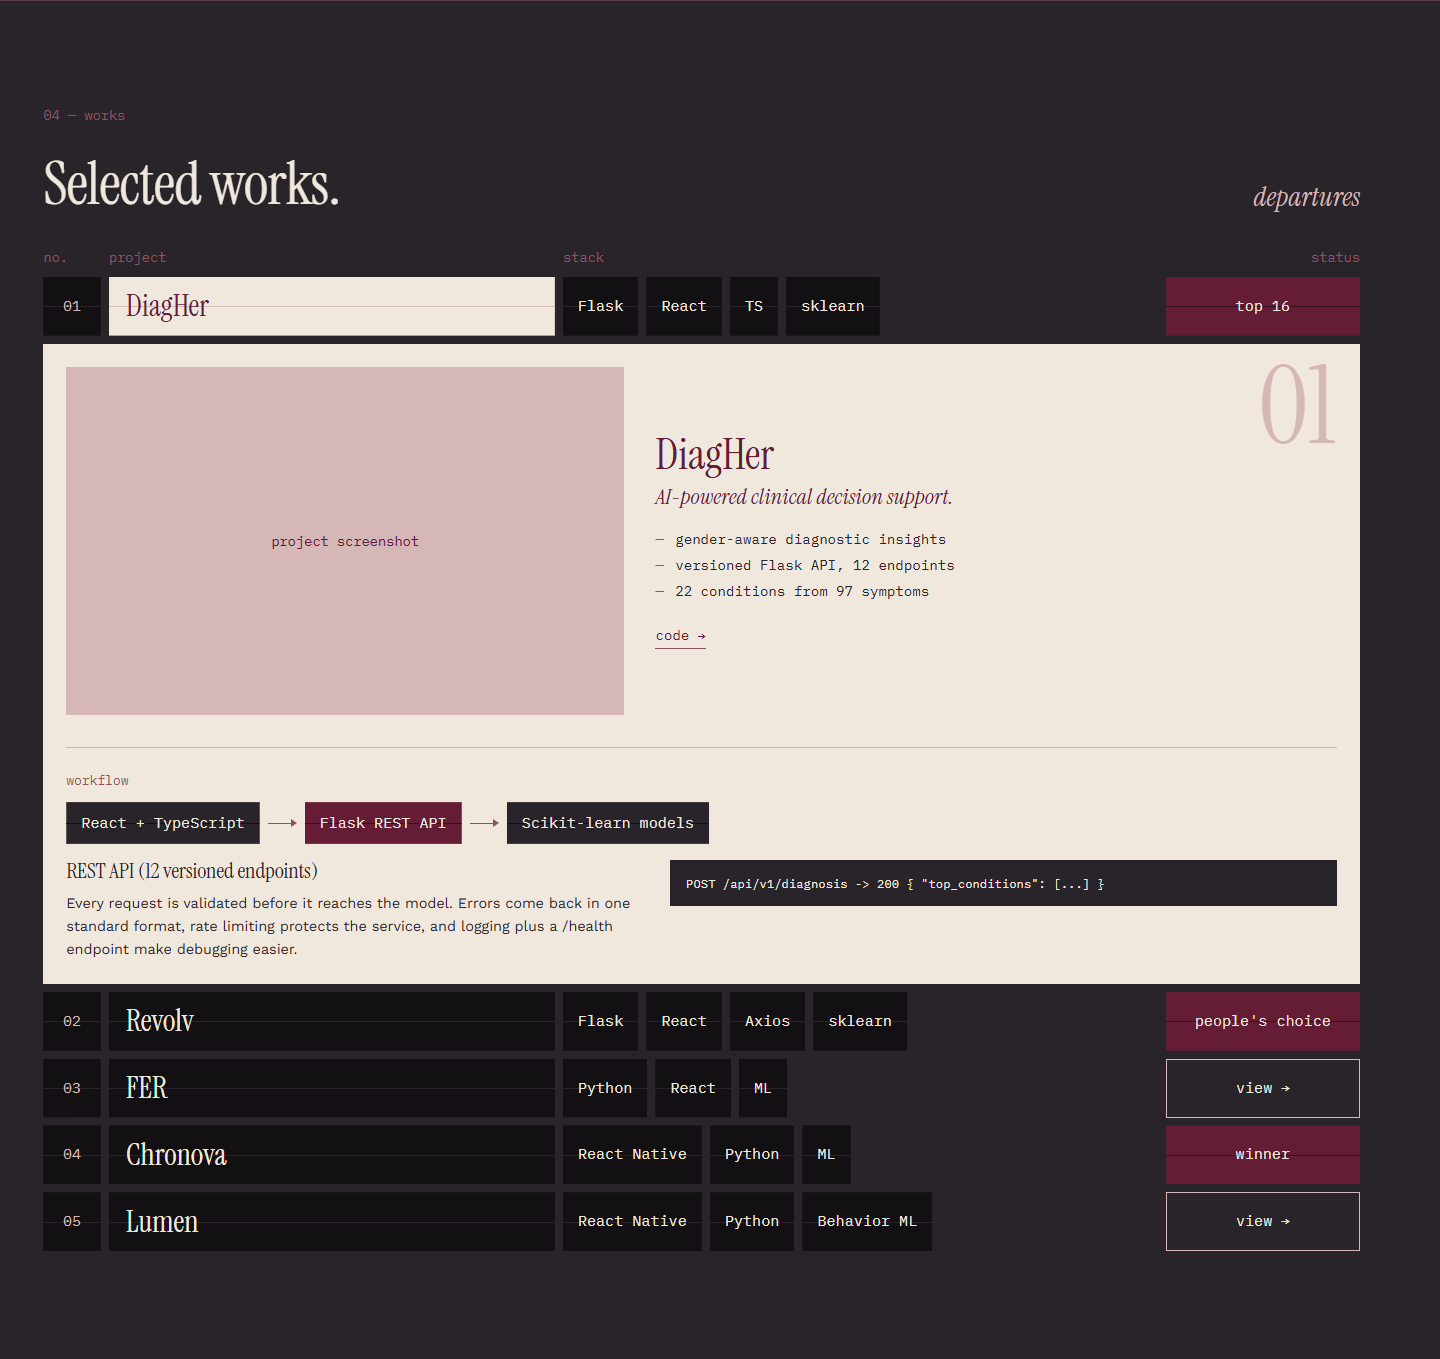 04 — works
Selected works.
departures
no. project stack status
01 DiagHer Flask React TS sklearn top 16
01
DiagHer
AI-powered clinical decision support.
— gender-aware diagnostic insights
— versioned Flask API, 12 endpoints
— 22 conditions from 97 symptoms
code →
project screenshot
workflow
React + TypeScript → Flask REST API → Scikit-learn models
REST API (12 versioned endpoints)
Every request is validated before it reaches the model. Errors come back in one
standard format, rate limiting protects the service, and logging plus a /health
endpoint make debugging easier.
POST /api/v1/diagnosis -> 200 { "top_conditions": [...] }
02 Revolv Flask React Axios sklearn people's choice
03 FER Python React ML view →
04 Chronova React Native Python ML winner
05 Lumen React Native Python Behavior ML view →